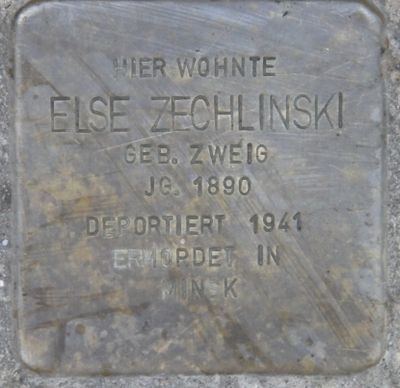 HIER WOHNTE
ELSE ZECHLINSKI
GEB. ZWEIG
JG. 1890
DEPORTIERT 1941
ERMORDET IN
MINSK